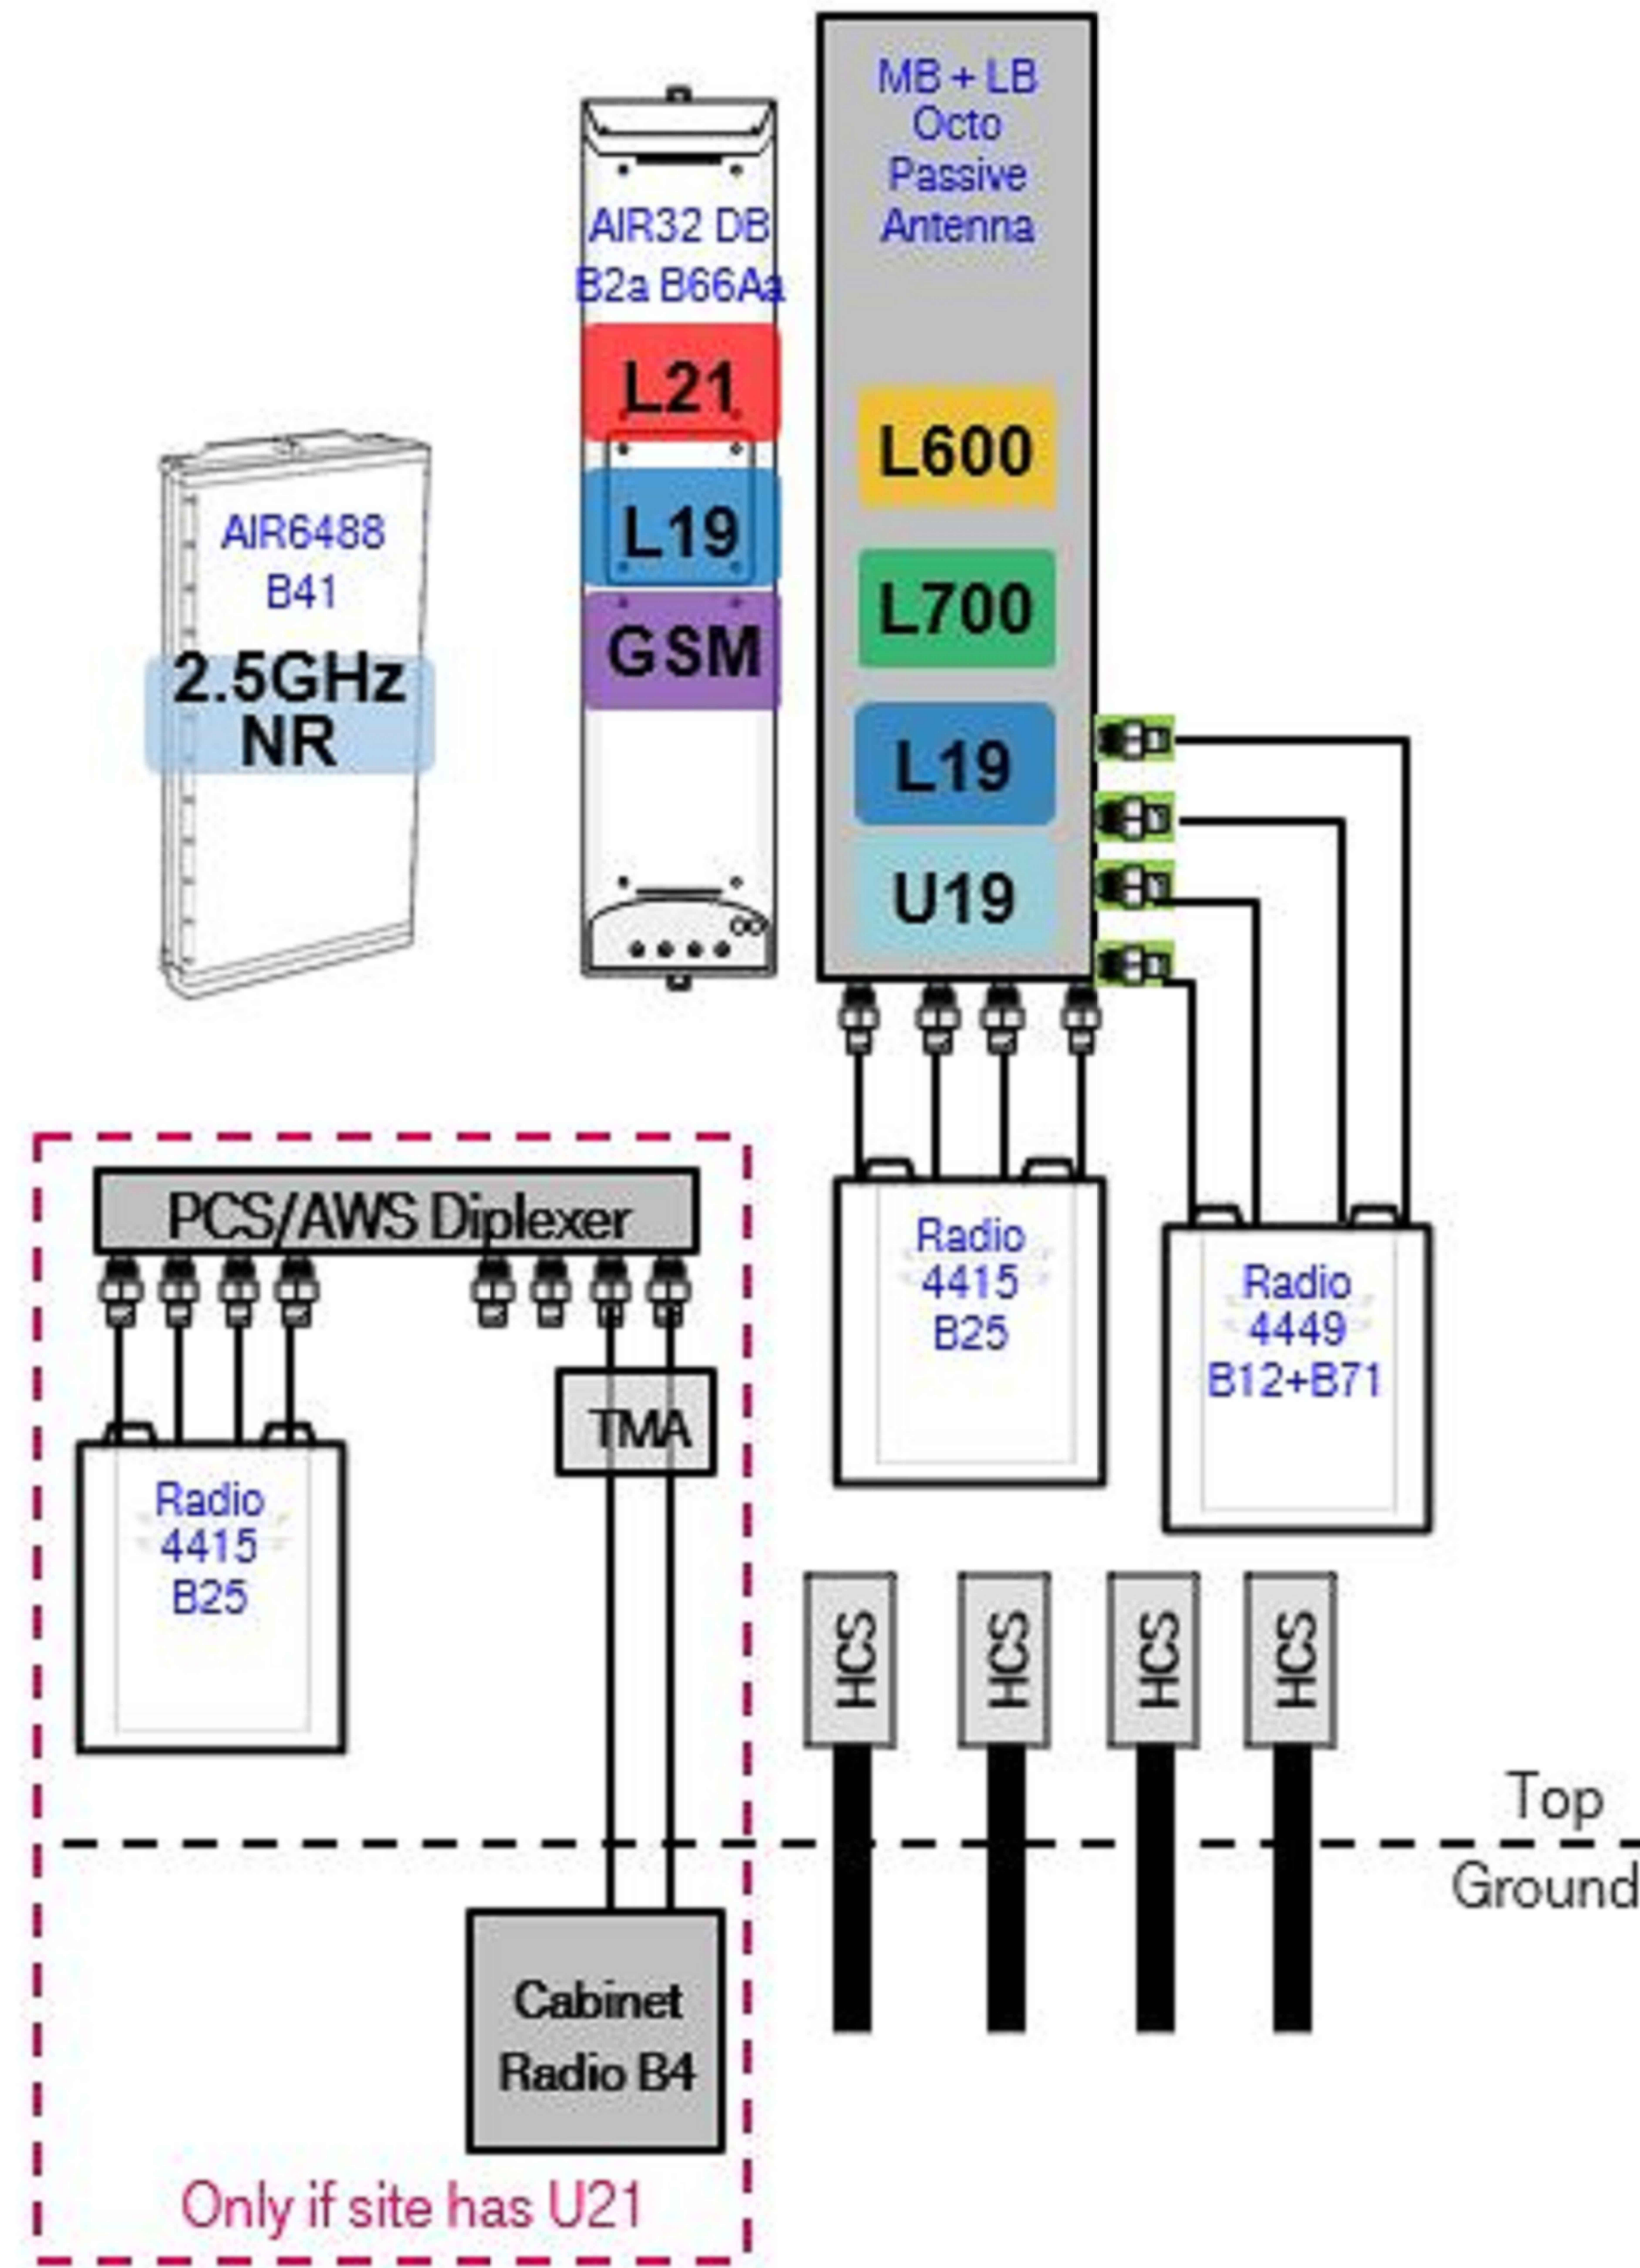 MB + LB
Octo
Passive
Antenna
AIR32 DB
B2a B66Aa
L21
L19
GSM
L600
L700
L19
U19
AIR6488
B41
2.5GHz
NR
PCS/AWS Diplexer
TMA
Radio
4415
B25
Radio
4415
B25
Radio
4449
B12+B71
HCS
HCS
HCS
HCS
Top
Ground
Cabinet
Radio B4
Only if site has U21